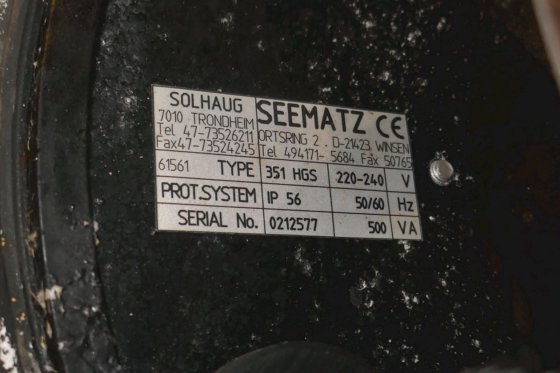 SOLHAUG SEEMATZ CE
7010 TRONDHEIM
Tel 47-73526211 ORTSRING 2 . D-21423 WINSEN
Fax47-73524245 Tel 494171- 5684 Fax 50765
61561 TYPE 351 HGS 220-240 V
PROT.SYSTEM IP 56 50/60 Hz
SERIAL No. 0212577 500 VA